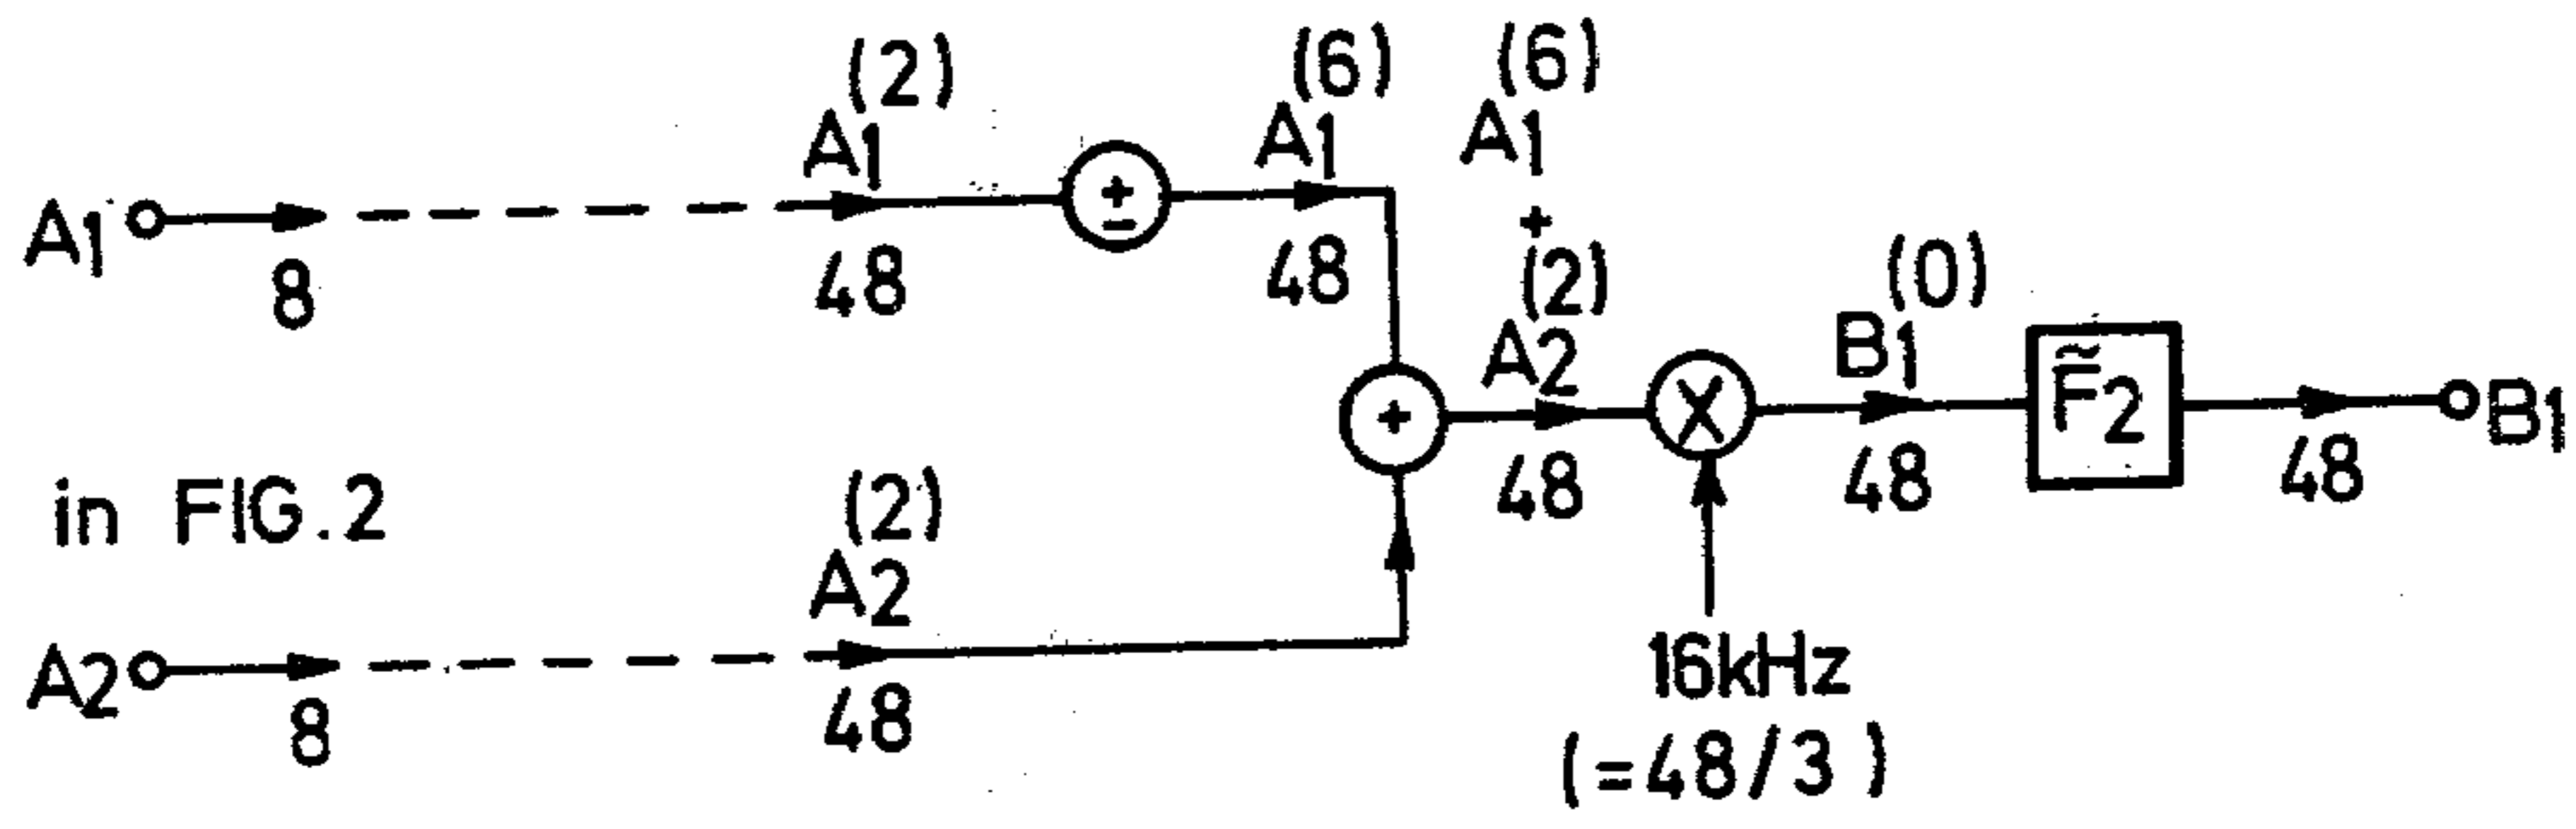 A1
8
A1(2)
48
±
A1(6)
48
A1(6)
+
A2(2)
48
+
X
16kHz
(=48/3)
B1(0)
48
F̃2
48
B1
in FIG.2
A2
8
A2(2)
48